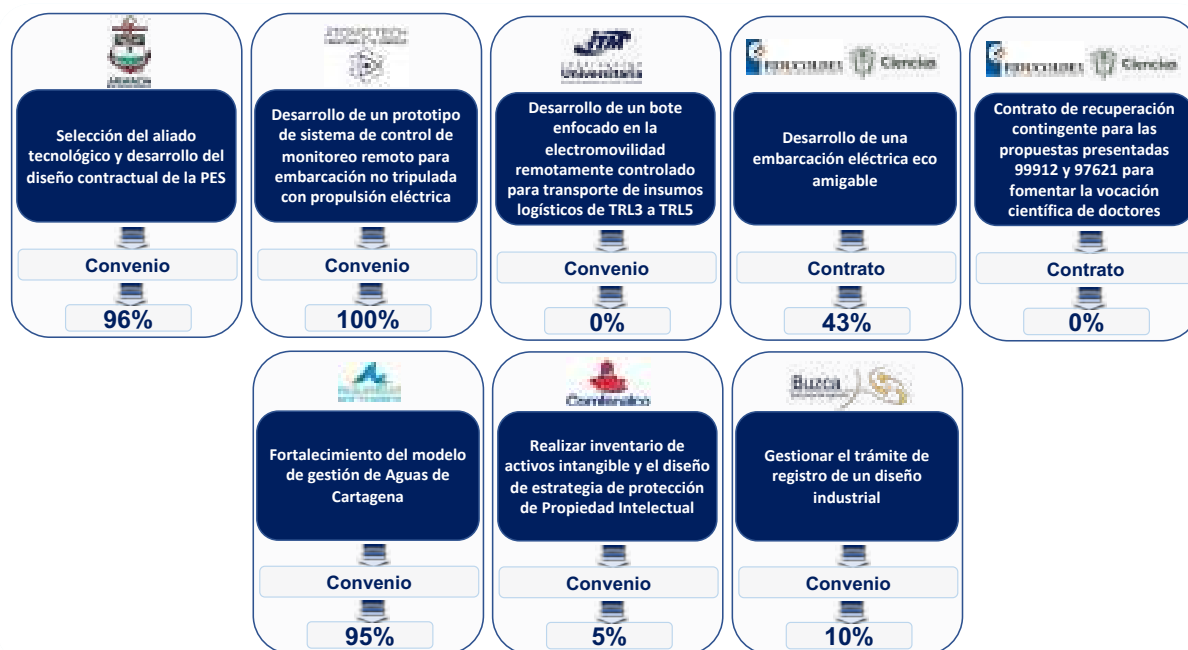 Universitaria
Ciencias
Ciencias
Selección del aliado
tecnológico y desarrollo del
diseño contractual de la PES
Convenio
96%
Desarrollo de un prototipo
de sistema de control de
monitoreo remoto para
embarcación no tripulada
con propulsión eléctrica
Convenio
100%
Desarrollo de un bote
enfocado en la
electromovilidad
remotamente controlado
para transporte de insumos
logísticos de TRL3 a TRL5
Convenio
0%
Desarrollo de una
embarcación eléctrica eco
amigable
Contrato
43%
Contrato de recuperación
contingente para las
propuestas presentadas
99912 y 97621 para
fomentar la vocación
científica de doctores
Contrato
0%
Fortalecimiento del modelo
de gestión de Aguas de
Cartagena
Convenio
95%
Comfenalco
Realizar inventario de
activos intangible y el diseño
de estrategia de protección
de Propiedad Intelectual
Convenio
5%
Buzca
Gestionar el trámite de
registro de un diseño
industrial
Convenio
10%